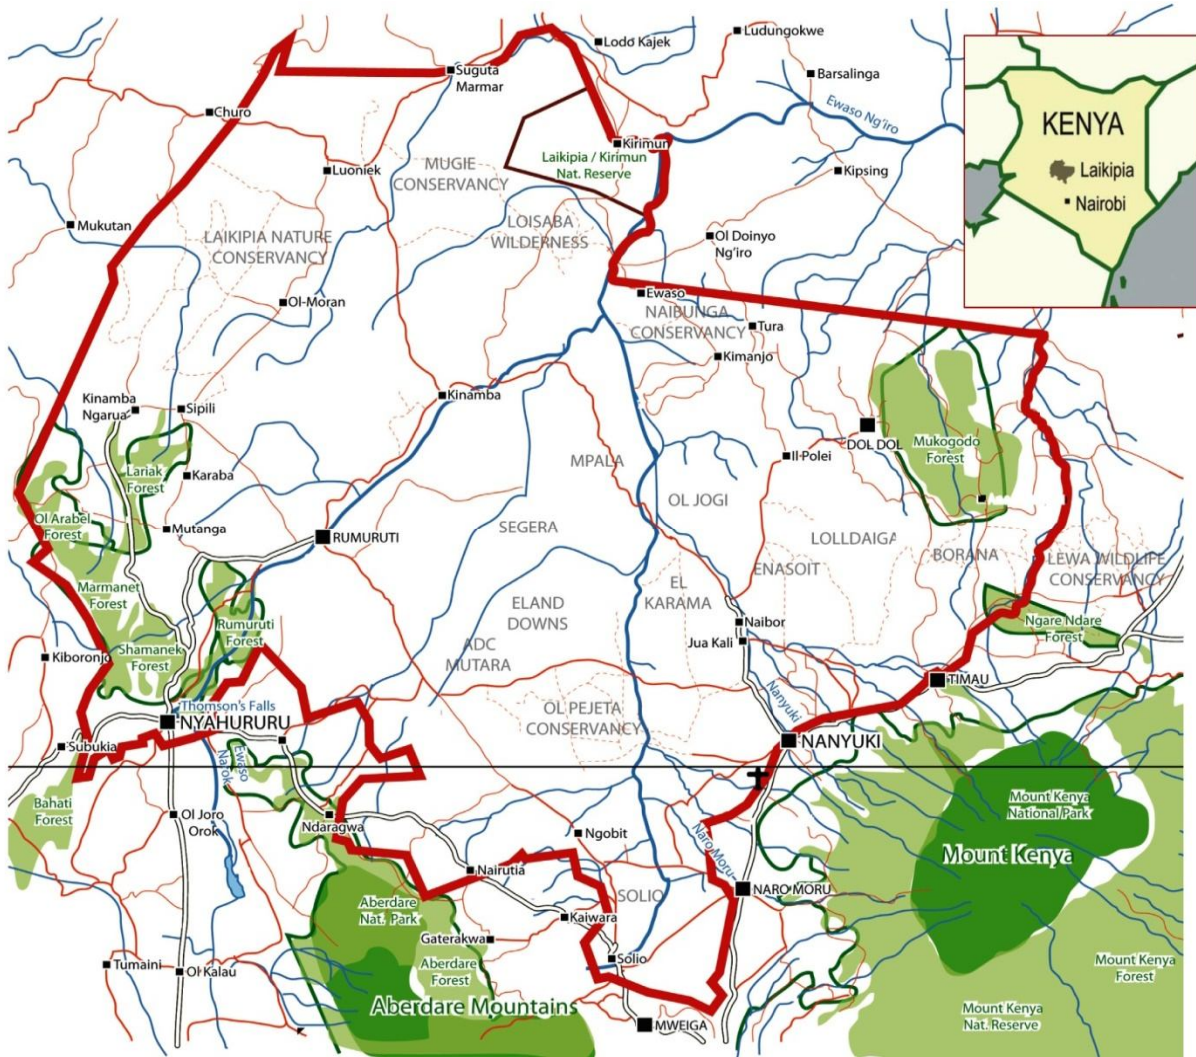 Lodo Kajek
Ludungokwe
Suguta
Marmar
Barsalinga
Churo
Ewaso Ng'iro
KENYA
Laikipia
Nairobi
Kirimun
Laikipia / Kirimun
Nat. Reserve
MUGIE
CONSERVANCY
Luoniek
Kipsing
Mukutan
LAIKIPIA NATURE
CONSERVANCY
LOISABA
WILDERNESS
Ol Doinyo
Ng'iro
Ol-Moran
Ewaso
NAIBUNGA
CONSERVANCY
Tura
Kimanjo
Kinamba
Ngarua
Sipili
Kinamba
DOL DOL
Mukogodo
Forest
Il Polei
MPALA
Lariak
Forest
Karaba
OL JOGI
Ol Arabel
Forest
Mutanga
RUMURUTI
SEGERA
LOLLDAIGA
BORANA
LEWA WILDLIFE
CONSERVANCY
ENASOIT
EL
KARAMA
Marmanet
Forest
ELAND
DOWNS
Naibor
Jua Kali
Ngare Ndare
Forest
Rumuruti
Forest
Shamanek
Forest
ADC
MUTARA
Kiboronjo
TIMAU
Nanyuki
Thomson's Falls
NYAHURURU
OL PEJETA
CONSERVANCY
NANYUKI
Subukia
Ewaso
Narok
Bahati
Forest
Ol Joro
Orok
Ndaragwa
Ngobit
Naro Moru
Mount Kenya
National Park
Mount Kenya
Nairutia
NARO MORU
SOLIO
Aberdare
Nat. Park
Kaiwara
Gaterakwa
Solio
Tumaini
Ol Kalau
Aberdare
Forest
Mount Kenya
Forest
Aberdare Mountains
MWEIGA
Mount Kenya
Nat. Reserve